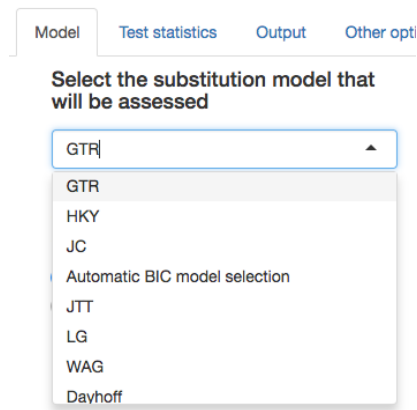 Model Test statistics Output Other opti
Select the substitution model that
will be assessed
GTR
GTR
HKY
JC
Automatic BIC model selection
JTT
LG
WAG
Dayhoff